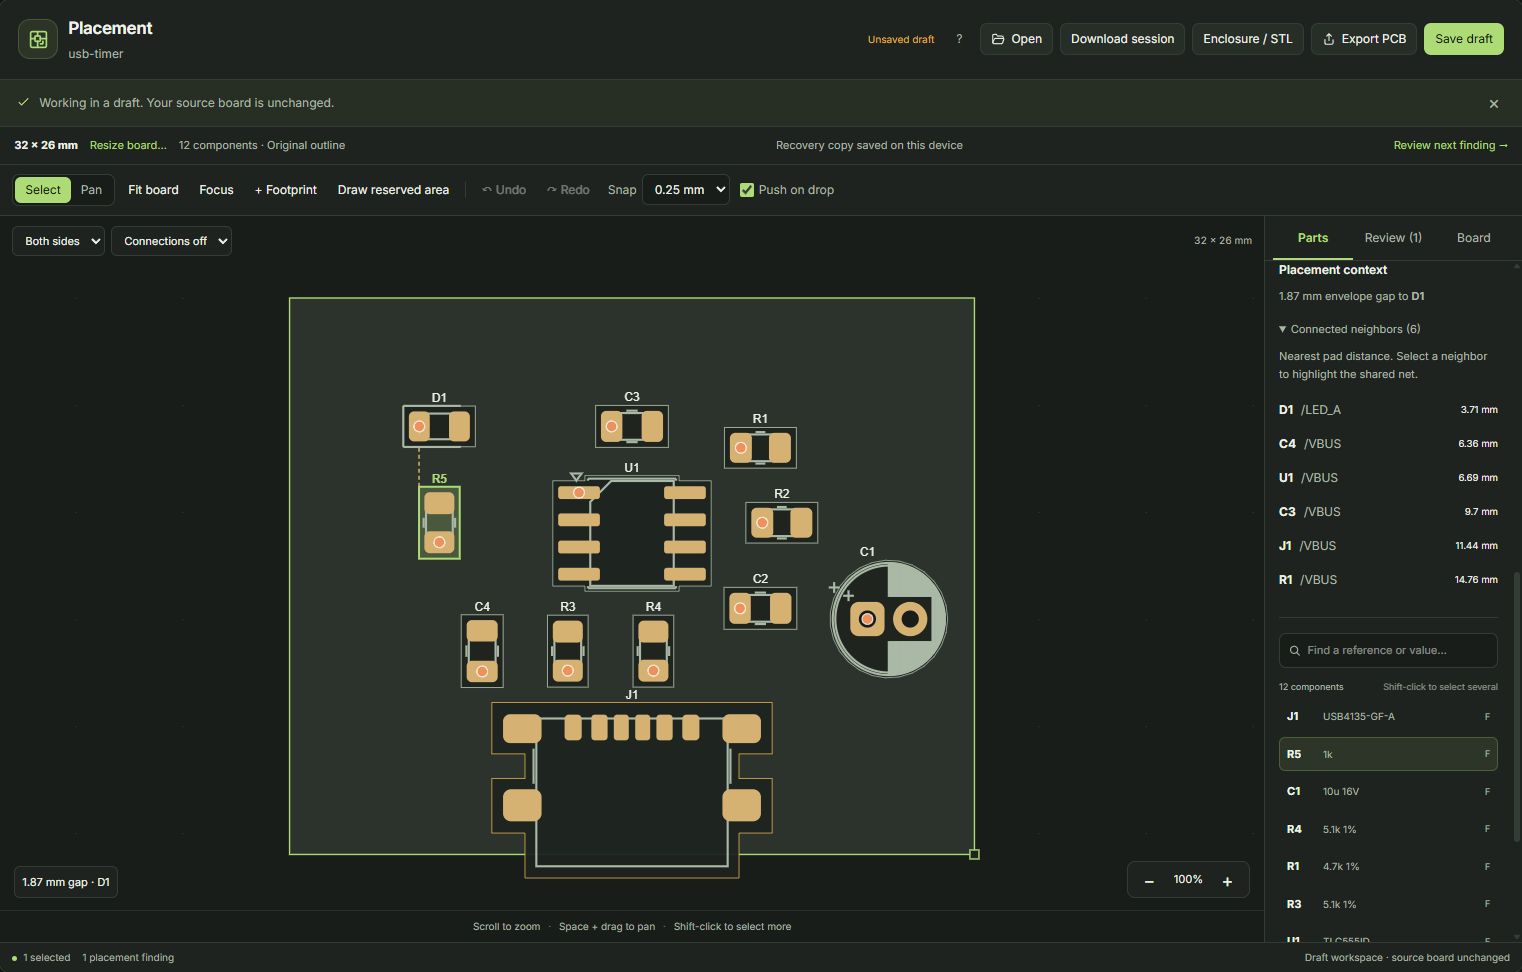 Placement
usb-timer
Unsaved draft
?
Open
Download session
Enclosure / STL
Export PCB
Save draft
Working in a draft. Your source board is unchanged.
32 × 26 mm
Resize board...
12 components · Original outline
Recovery copy saved on this device
Review next finding →
Select
Pan
Fit board
Focus
+ Footprint
Draw reserved area
Undo
Redo
Snap
0.25 mm
Push on drop
Both sides
Connections off
32 × 26 mm
D1
C3
R1
U1
R5
R2
C1
C2
C4
R3
R4
J1
1.87 mm gap · D1
− 100% +
Scroll to zoom · Space + drag to pan · Shift-click to select more
Parts
Review (1)
Board
Placement context
1.87 mm envelope gap to D1
Connected neighbors (6)
Nearest pad distance. Select a neighbor
to highlight the shared net.
D1 /LED_A 3.71 mm
C4 /VBUS 6.36 mm
U1 /VBUS 6.69 mm
C3 /VBUS 9.7 mm
J1 /VBUS 11.44 mm
R1 /VBUS 14.76 mm
Find a reference or value...
12 components
Shift-click to select several
J1 USB4135-GF-A F
R5 1k F
C1 10u 16V F
R4 5.1k 1% F
R1 4.7k 1% F
R3 5.1k 1% F
U1 TLC555ID F
1 selected
1 placement finding
Draft workspace · source board unchanged